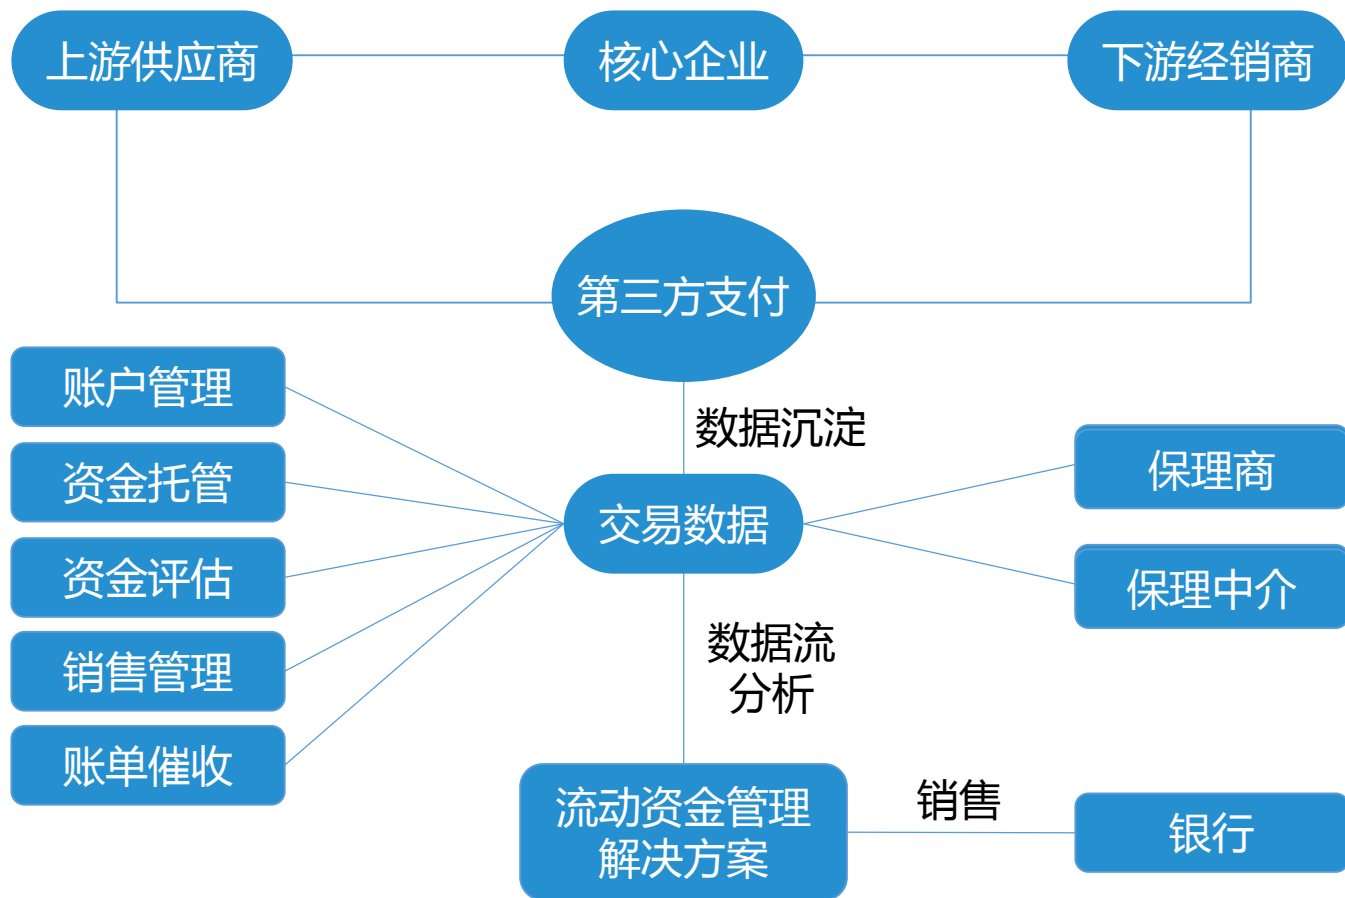 上游供应商
核心企业
下游经销商
第三方支付
账户管理
数据沉淀
资金托管
保理商
交易数据
资金评估
保理中介
销售管理
数据流
分析
账单催收
流动资金管理
解决方案
销售
银行